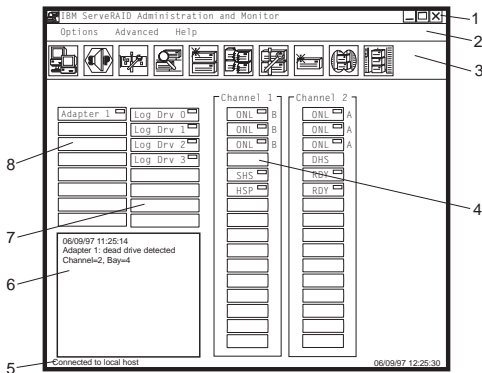 IBM ServeRAID Administration and Monitor
1
Options Advanced Help
2
3
Channel 1 Channel 2
Adapter 1 Log Drv 0 ONL B ONL A
Log Drv 1 ONL B ONL A
8 Log Drv 2 ONL B ONL A
Log Drv 3 DHS
SHS RDY
HSP RDY
4
7
06/09/97 11:25:14
Adapter 1: dead drive detected
Channel=2, Bay=4
6
5 Connected to local host 06/09/97 12:25:30